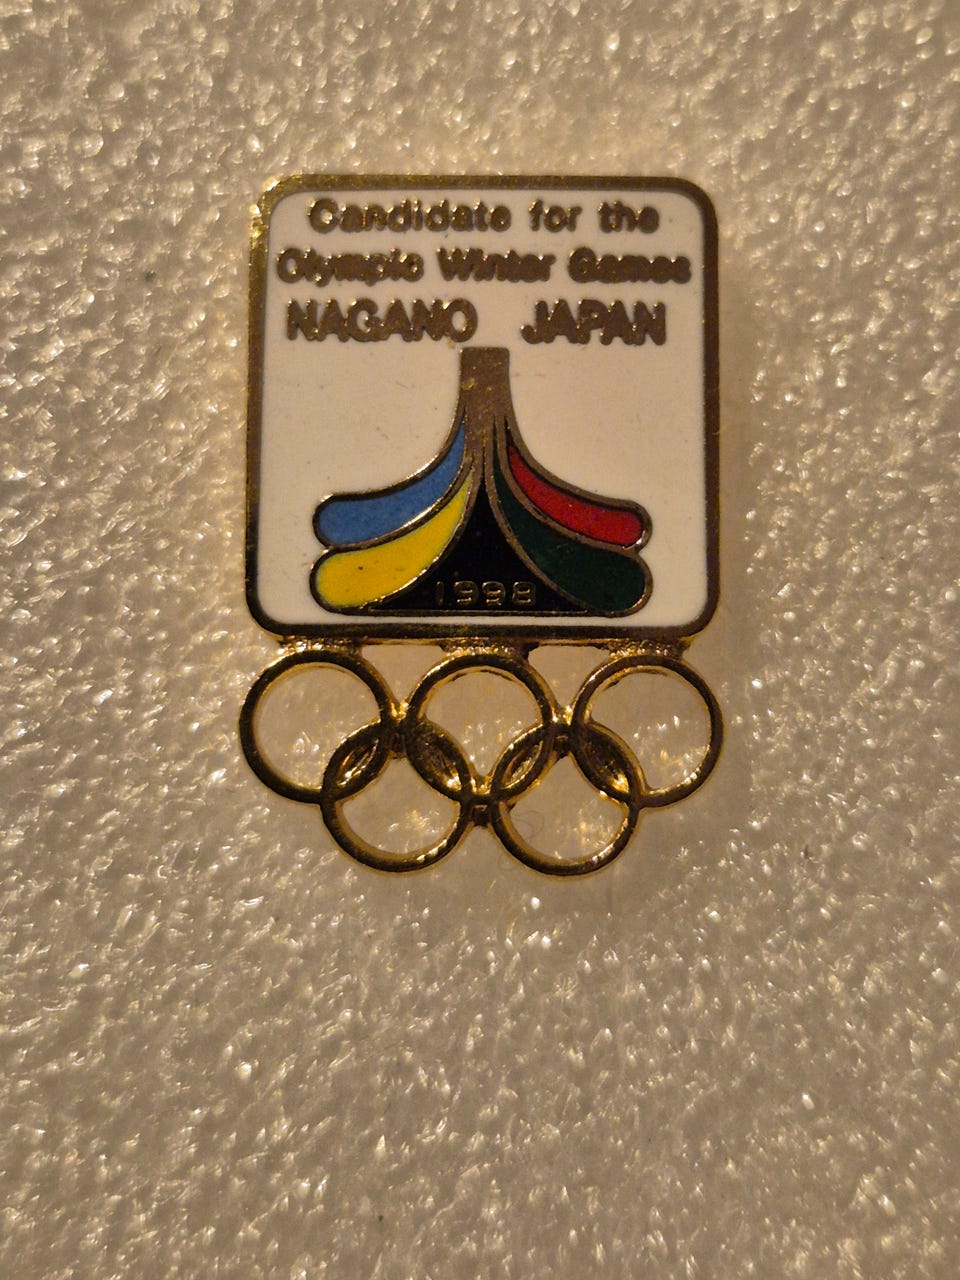 Candidate for the
Olympic Winter Games
NAGANO JAPAN
1998